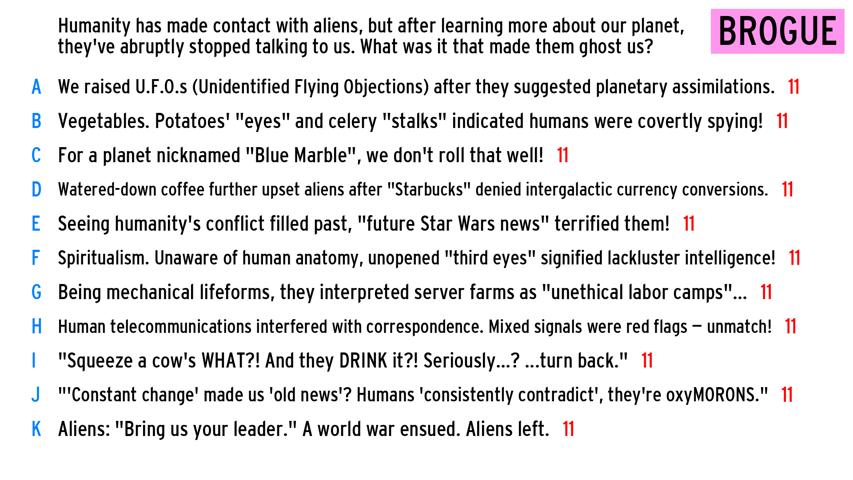 Humanity has made contact with aliens, but after learning more about our planet,
they've abruptly stopped talking to us. What was it that made them ghost us?
BROGUE
A We raised U.F.O.s (Unidentified Flying Objections) after they suggested planetary assimilations. 11
B Vegetables. Potatoes' "eyes" and celery "stalks" indicated humans were covertly spying! 11
C For a planet nicknamed "Blue Marble", we don't roll that well! 11
D Watered-down coffee further upset aliens after "Starbucks" denied intergalactic currency conversions. 11
E Seeing humanity's conflict filled past, "future Star Wars news" terrified them! 11
F Spiritualism. Unaware of human anatomy, unopened "third eyes" signified lackluster intelligence! 11
G Being mechanical lifeforms, they interpreted server farms as "unethical labor camps"... 11
H Human telecommunications interfered with correspondence. Mixed signals were red flags – unmatch! 11
I "Squeeze a cow's WHAT?! And they DRINK it?! Seriously...? ...turn back." 11
J "'Constant change' made us 'old news'? Humans 'consistently contradict', they're oxyMORONS." 11
K Aliens: "Bring us your leader." A world war ensued. Aliens left. 11